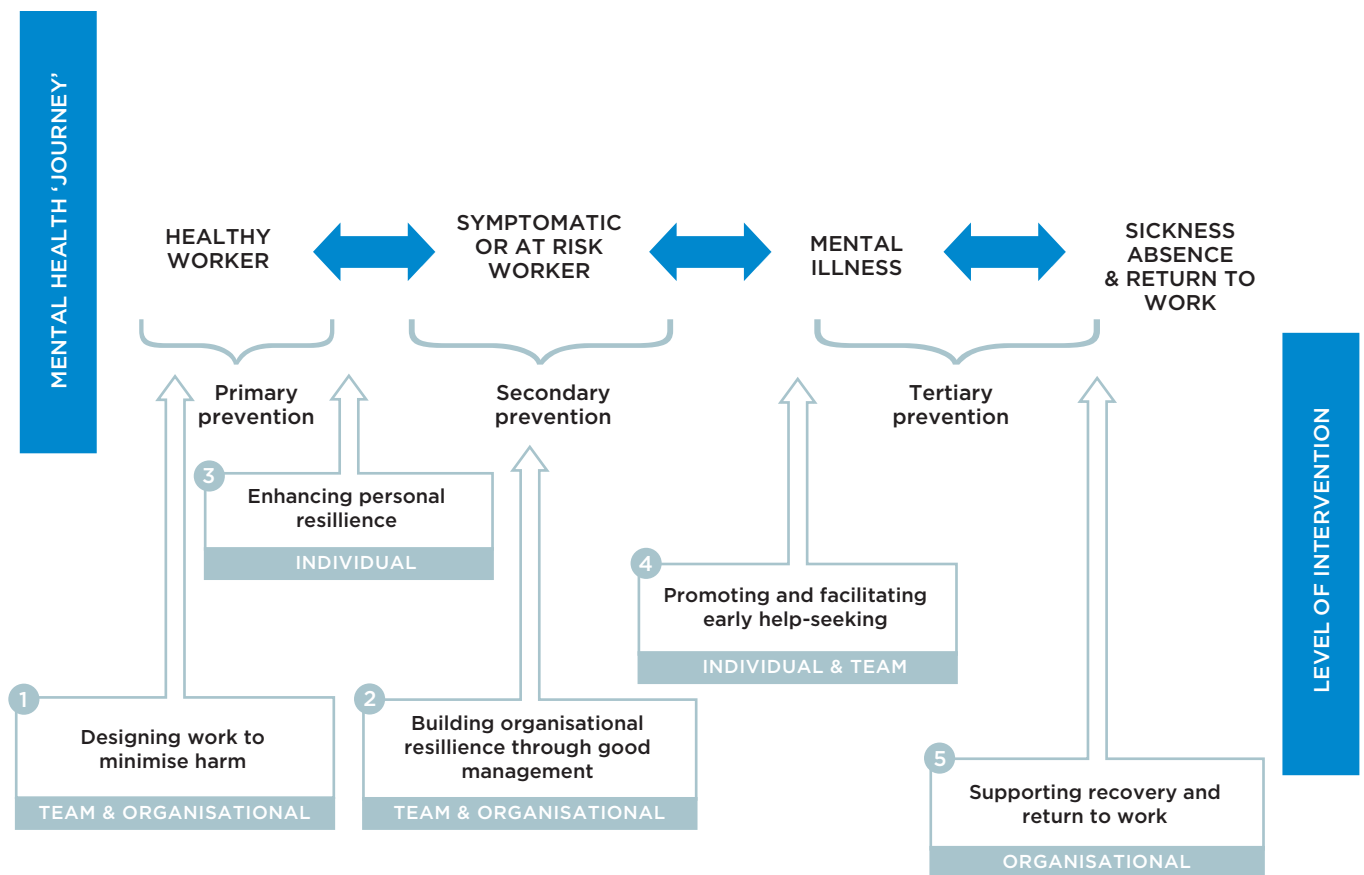 MENTAL HEALTH ‘JOURNEY’
HEALTHY
WORKER
SYMPTOMATIC
OR AT RISK
WORKER
MENTAL
ILLNESS
SICKNESS
ABSENCE
& RETURN TO
WORK
Primary
prevention
Secondary
prevention
Tertiary
prevention
LEVEL OF INTERVENTION
3
Enhancing personal
resillience
INDIVIDUAL
4
Promoting and facilitating
early help-seeking
INDIVIDUAL & TEAM
1
Designing work to
minimise harm
TEAM & ORGANISATIONAL
2
Building organisational
resillience through good
management
TEAM & ORGANISATIONAL
5
Supporting recovery and
return to work
ORGANISATIONAL